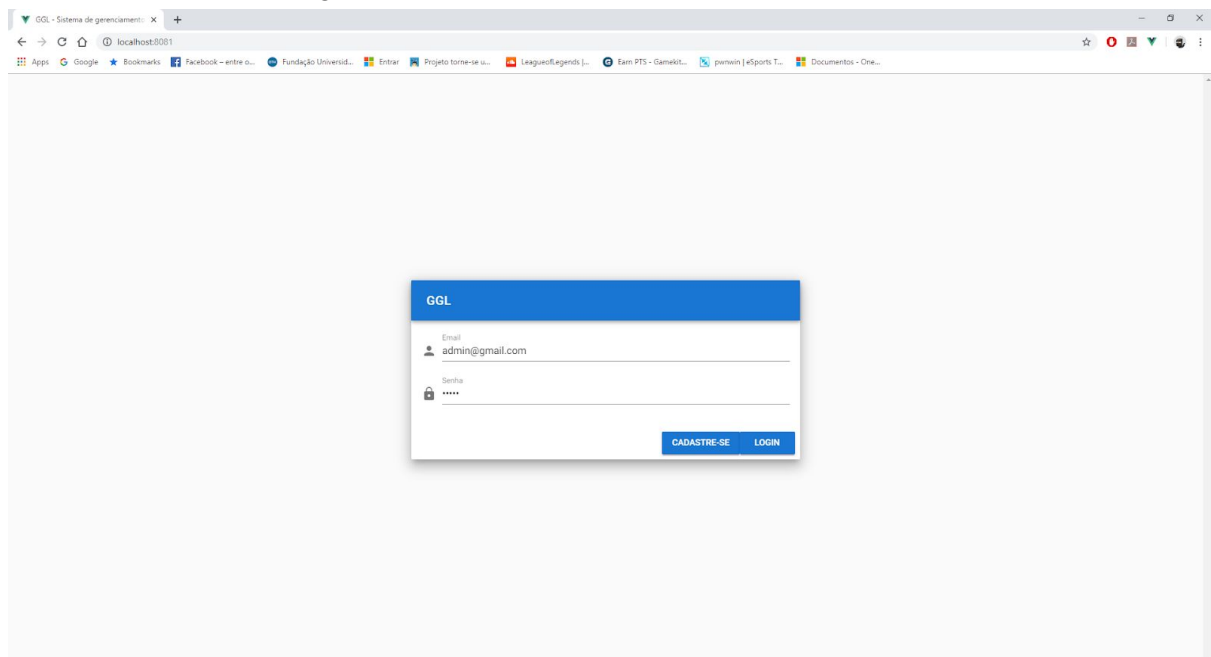 GGL - Sistema de gerenciamento
localhost:8081
Apps Google Bookmarks Facebook – entre o... Fundação Universid... Entrar Projeto torne-se u... LeagueofLegends |... Earn PTS - Gamekit... pwnwin | eSports T... Documentos - One...
GGL
Email
admin@gmail.com
Senha
•••••
CADASTRE-SE LOGIN